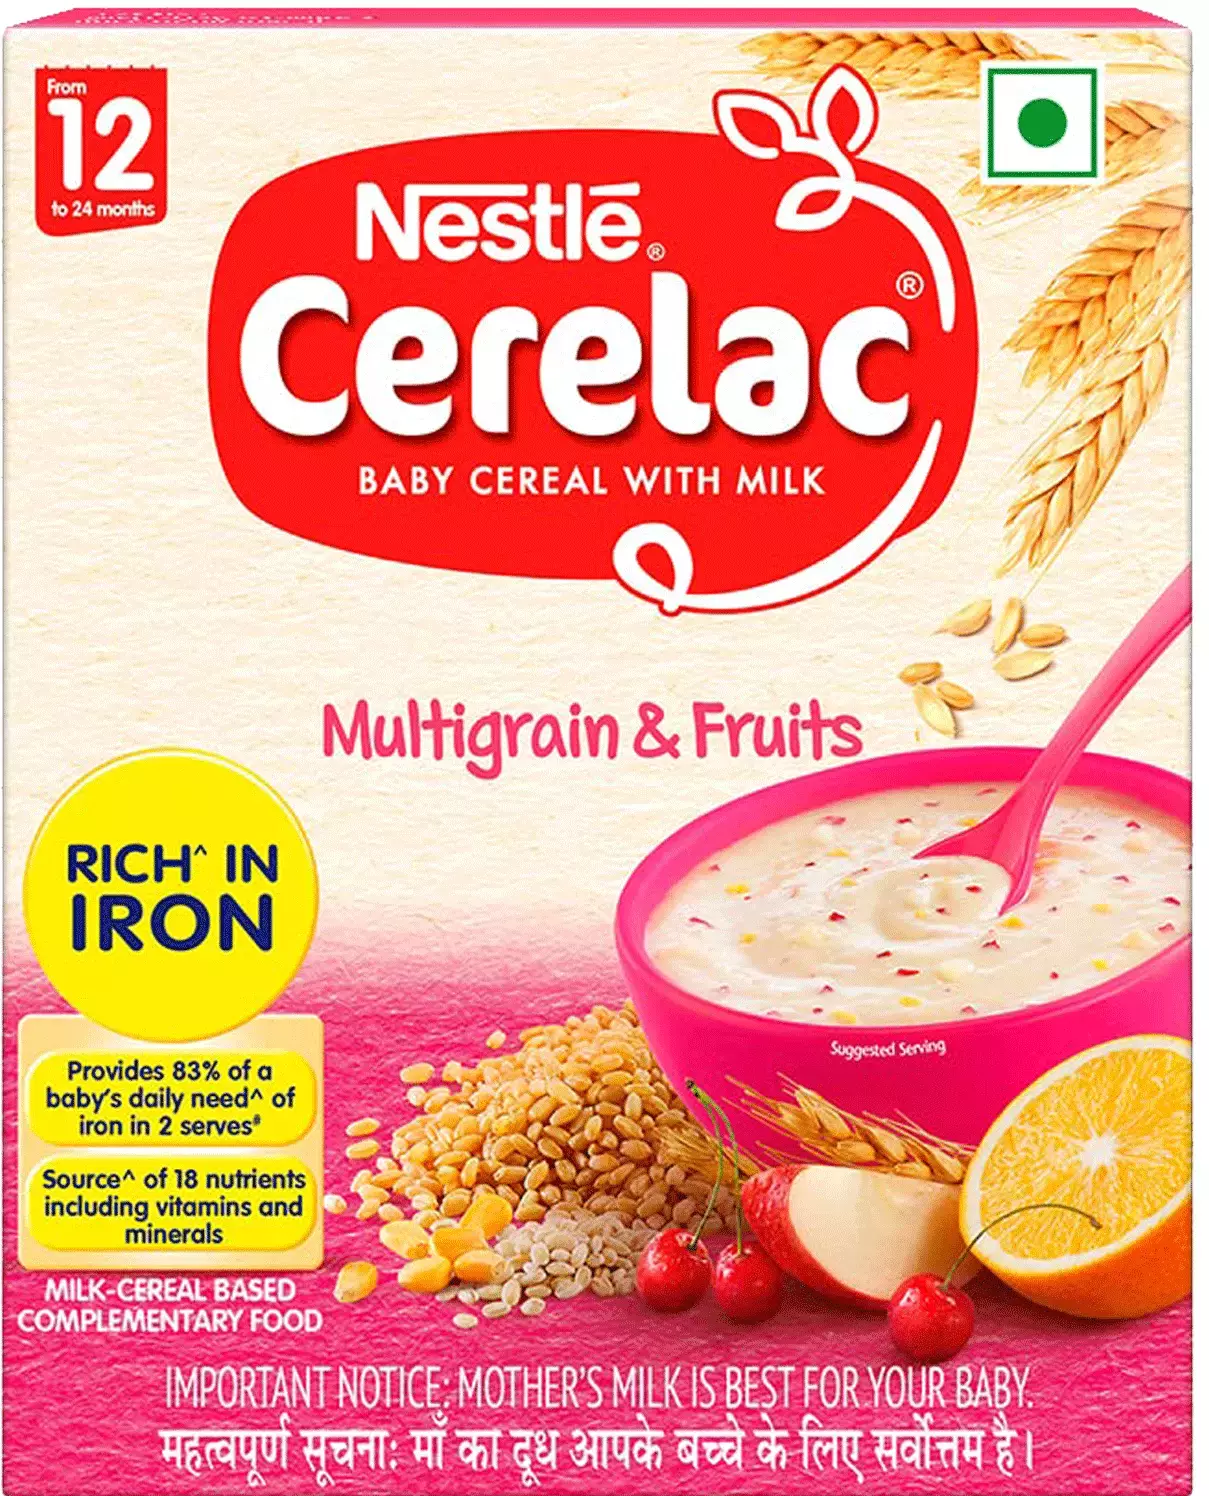 From
12
to 24 months
Nestlé®
Cerelac®
BABY CEREAL WITH MILK
Multigrain & Fruits
RICH^ IN
IRON
Provides 83% of a
baby's daily need^ of
iron in 2 serves#
Source^ of 18 nutrients
including vitamins and
minerals
MILK-CEREAL BASED
COMPLEMENTARY FOOD
Suggested Serving
IMPORTANT NOTICE: MOTHER'S MILK IS BEST FOR YOUR BABY.
महत्वपूर्ण सूचना: माँ का दूध आपके बच्चे के लिए सर्वोत्तम है।